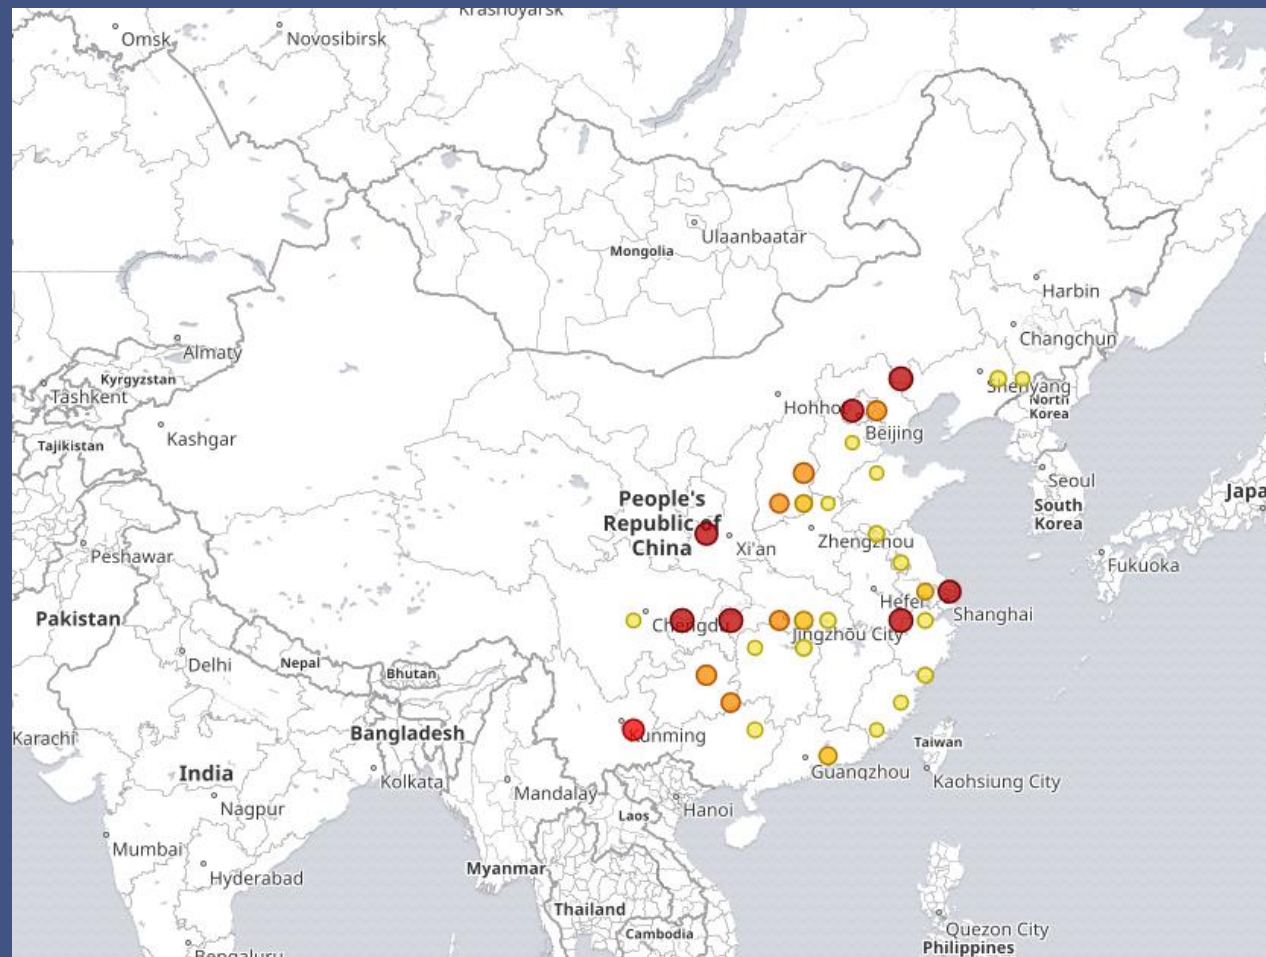 Krasnoyarsk
Omsk
Novosibirsk
Ulaanbaatar
Mongolia
Harbin
Changchun
Almaty
Kyrgyzstan
Tashkent
Shenyang
North
Korea
Hohho
Beijing
Kashgar
Tajikistan
Seoul
South
Korea
Japa
People's
Republic of
China
Xi'an
Zhengzhou
Peshawar
Fukuoka
Hefei
Shanghai
Pakistan
Chengdu
Jingzhou City
Delhi
Nepal
Bhutan
Karachi
Bangladesh
Kunming
Taiwan
India
Kolkata
Guangzhou
Kaohsiung City
Nagpur
Mandalay
Hanoi
Laos
Mumbai
Myanmar
Hyderabad
Thailand
Cambodia
Quezon City
Philippines
Bengaluru